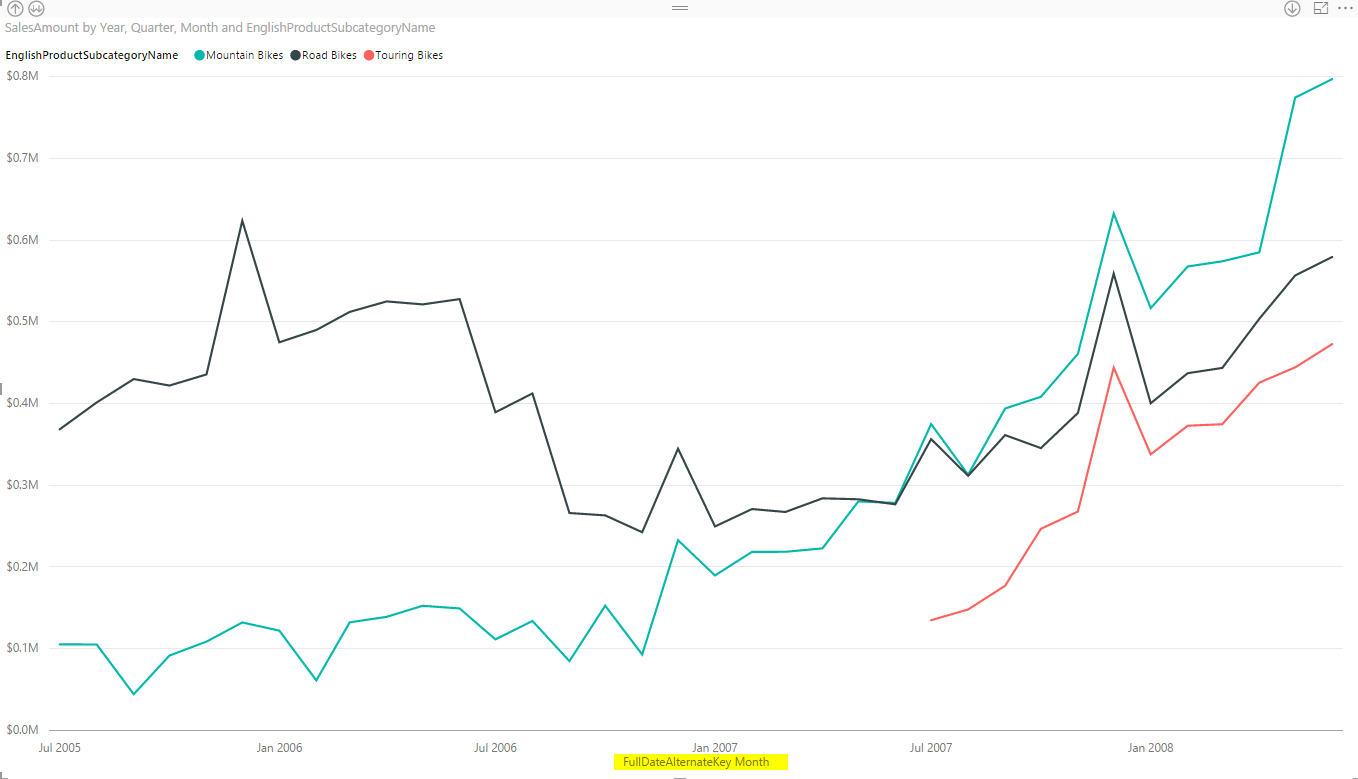 SalesAmount by Year, Quarter, Month and EnglishProductSubcategoryName
EnglishProductSubcategoryName Mountain Bikes Road Bikes Touring Bikes
$0.8M
$0.7M
$0.6M
$0.5M
$0.4M
$0.3M
$0.2M
$0.1M
$0.0M
Jul 2005 Jan 2006 Jul 2006 Jan 2007 Jul 2007 Jan 2008
FullDateAlternateKey Month